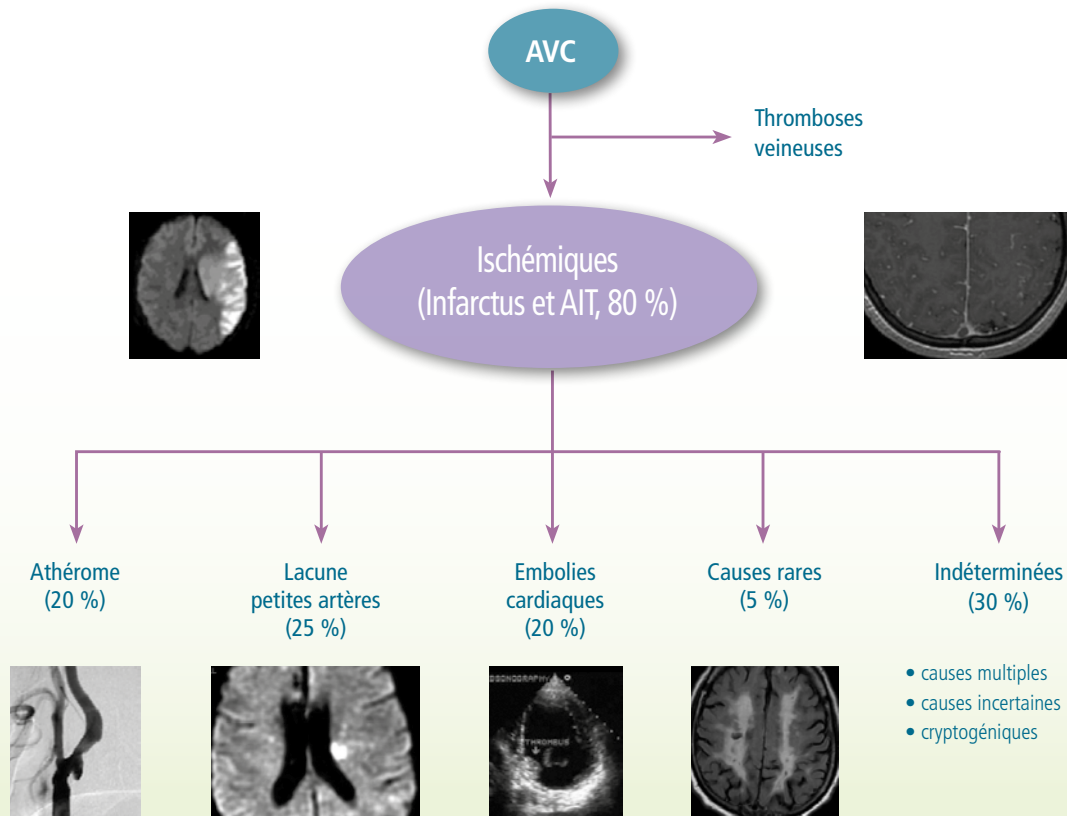 AVC
Thromboses
veineuses
Ischémiques
(Infarctus et AIT, 80 %)
Athérome
(20 %)
Lacune
petites artères
(25 %)
Embolies
cardiaques
(20 %)
Causes rares
(5 %)
Indéterminées
(30 %)
• causes multiples
• causes incertaines
• cryptogéniques
OSONOGRAPHY
THROMBUS